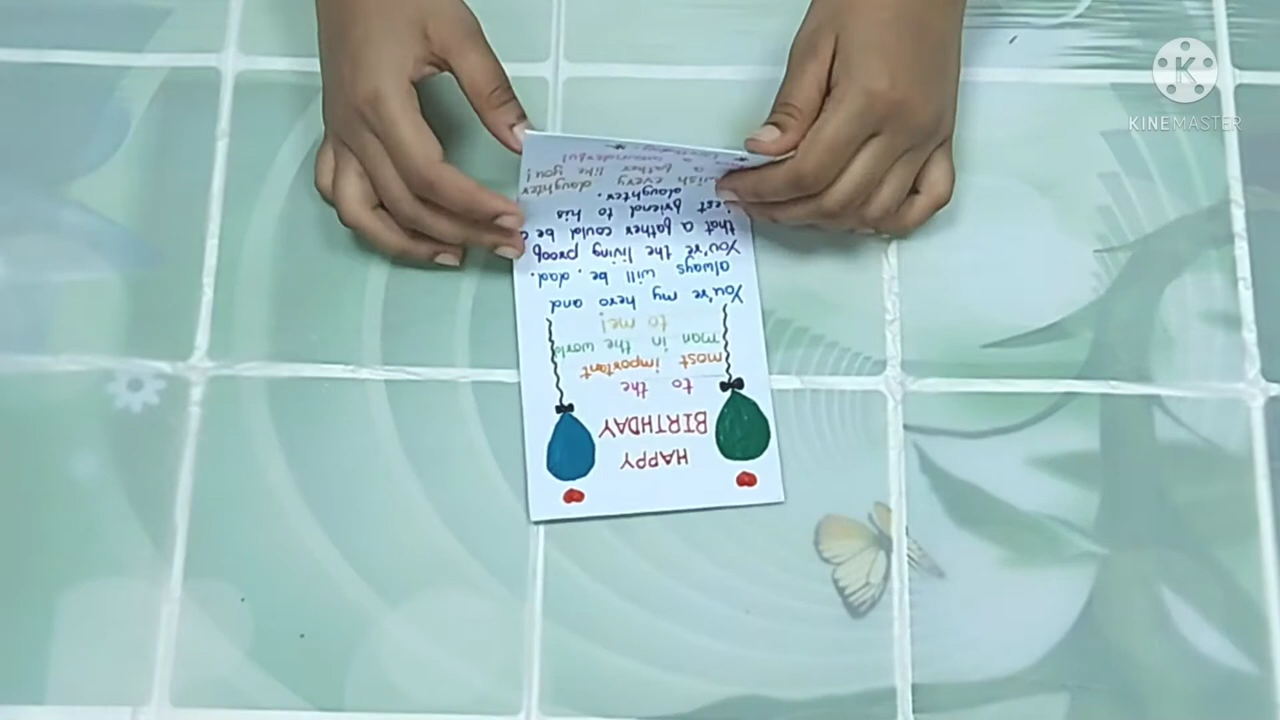 HAPPY
BIRTHDAY
to the
most important
man in the world
to me!
You're my hero and
always will be, dad.
You're the living proof
that a father could be a
best friend to his
daughter.
wish every daughter
a father like you!
a wonderful
KINEMASTER